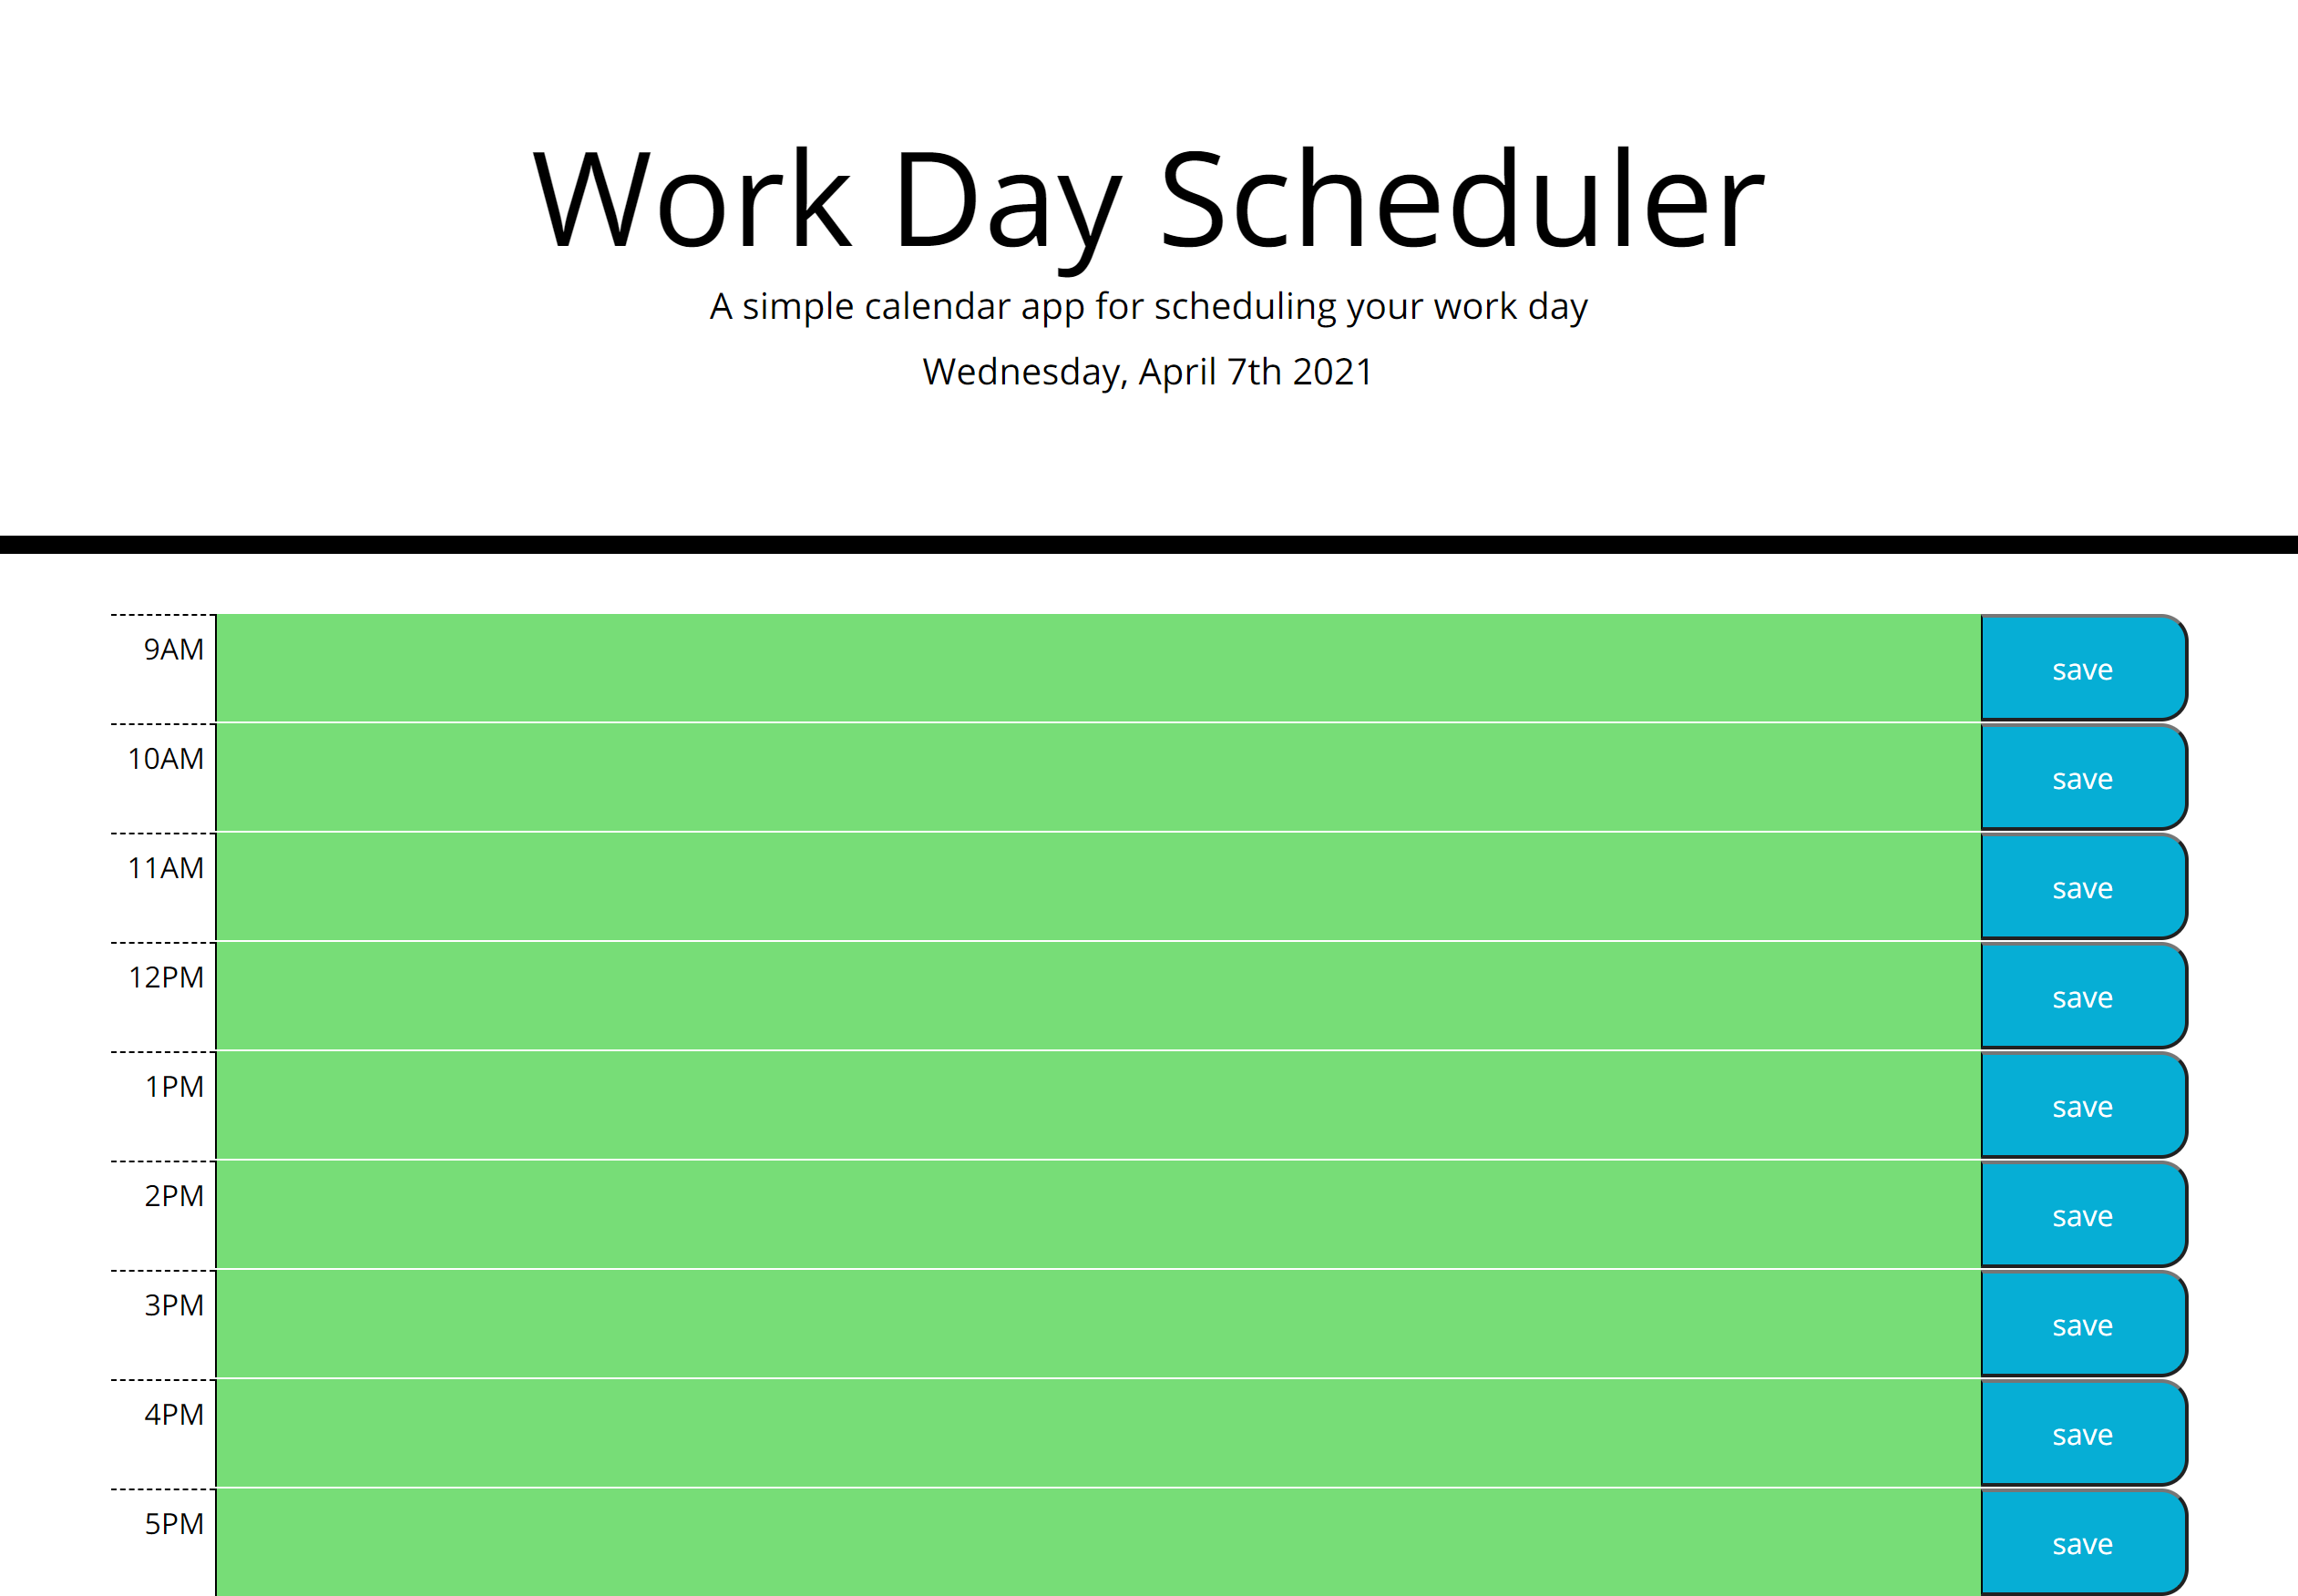 Work Day Scheduler
A simple calendar app for scheduling your work day
Wednesday, April 7th 2021
9AM save
10AM save
11AM save
12PM save
1PM save
2PM save
3PM save
4PM save
5PM save